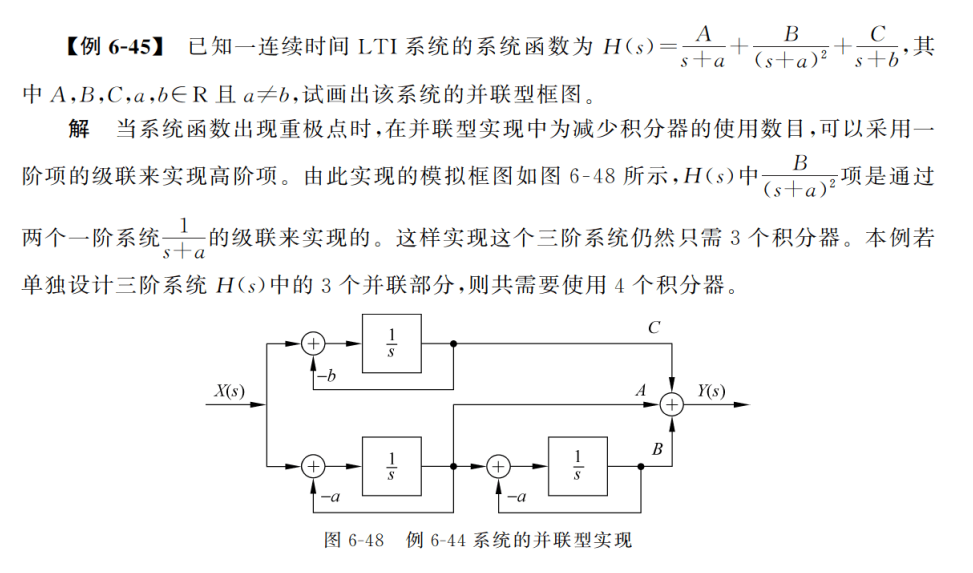 【例 6-45】 已知一连续时间 LTI 系统的系统函数为 H(s)=\frac{A}{s+a}+\frac{B}{(s+a)^2}+\frac{C}{s+b},其
中 A,B,C,a,b∈R 且 a≠b,试画出该系统的并联型框图。
解 当系统函数出现重极点时,在并联型实现中为减少积分器的使用数目,可以采用一
阶项的级联来实现高阶项。由此实现的模拟框图如图 6-48 所示,H(s)中\frac{B}{(s+a)^2}项是通过
两个一阶系统\frac{1}{s+a}的级联来实现的。这样实现这个三阶系统仍然只需 3 个积分器。本例若
单独设计三阶系统 H(s)中的 3 个并联部分,则共需要使用 4 个积分器。
+ \frac{1}{s} C
-b
X(s) A + Y(s)
+ \frac{1}{s} + \frac{1}{s} B
-a -a
图 6-48 例 6-44 系统的并联型实现